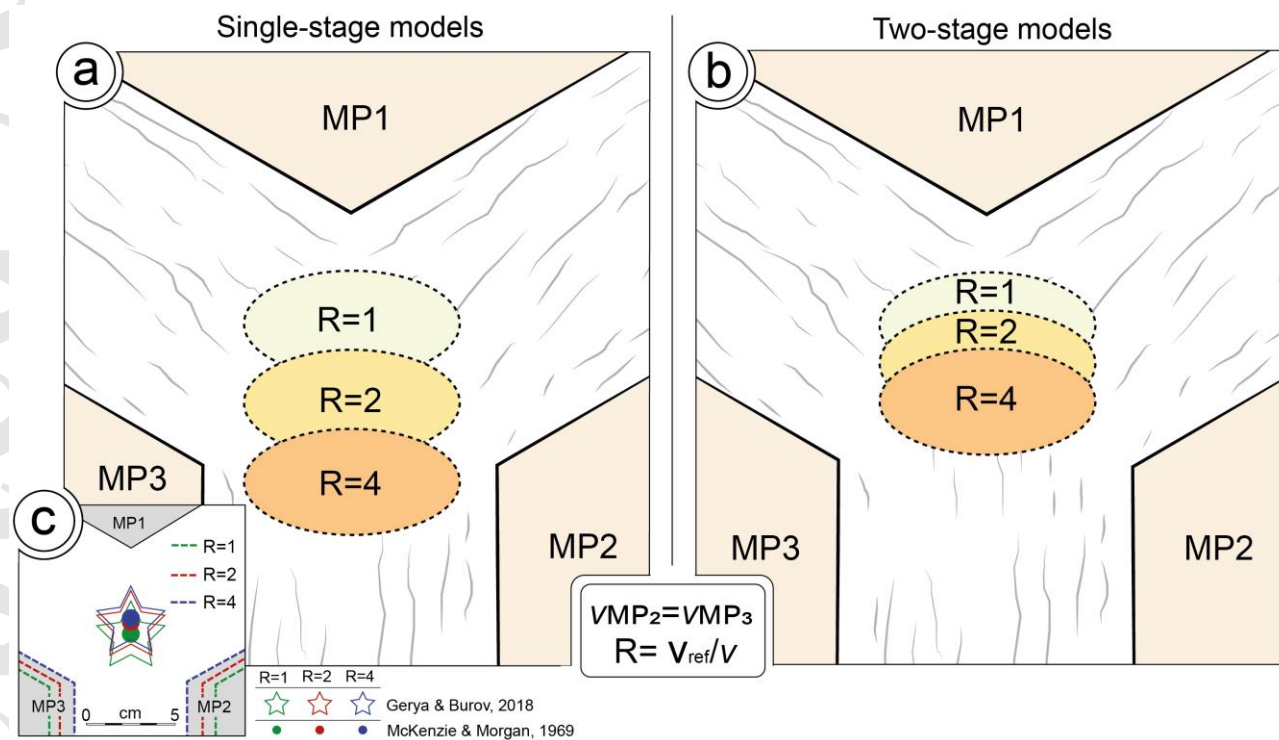 Single-stage models
Two-stage models
a
MP1
R=1
R=2
R=4
MP3
MP2
b
MP1
R=1
R=2
R=4
MP3
MP2
vMP₂=vMP₃
R= Vref/v
c
MP1
R=1
R=2
R=4
MP3
0 cm 5
MP2
R=1 R=2 R=4
Gerya & Burov, 2018
McKenzie & Morgan, 1969